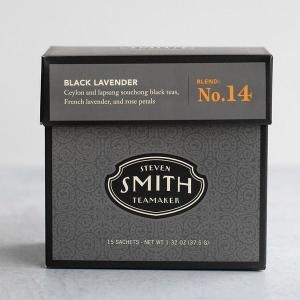 BLACK LAVENDER
Ceylon and lapsang souchong black teas,
French lavender, and rose petals
BLEND:
No.14
STEVEN
SMITH
TEAMAKER
15 SACHETS - NET WT 1.32 OZ (37.5 G)